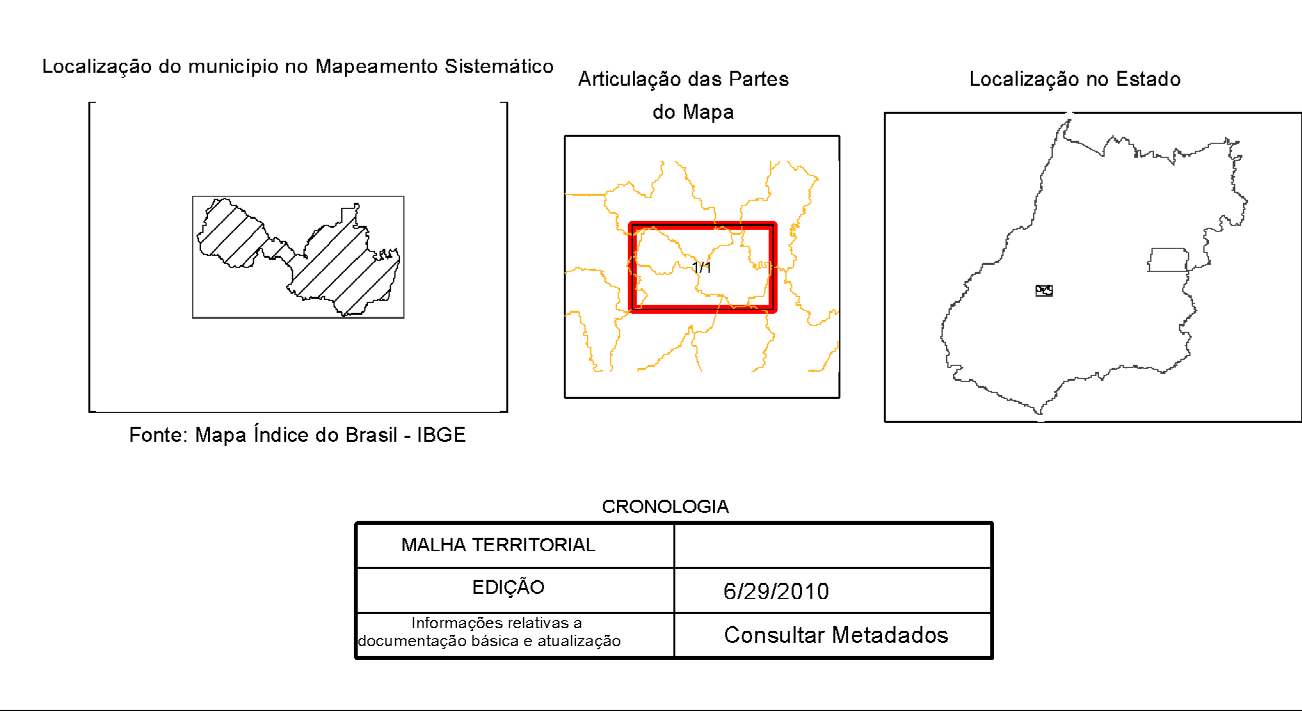 Localização do município no Mapeamento Sistemático
Articulação das Partes
do Mapa
Localização no Estado
1/1
Fonte: Mapa Índice do Brasil - IBGE
CRONOLOGIA
MALHA TERRITORIAL
EDIÇÃO
6/29/2010
Informações relativas a
documentação básica e atualização
Consultar Metadados